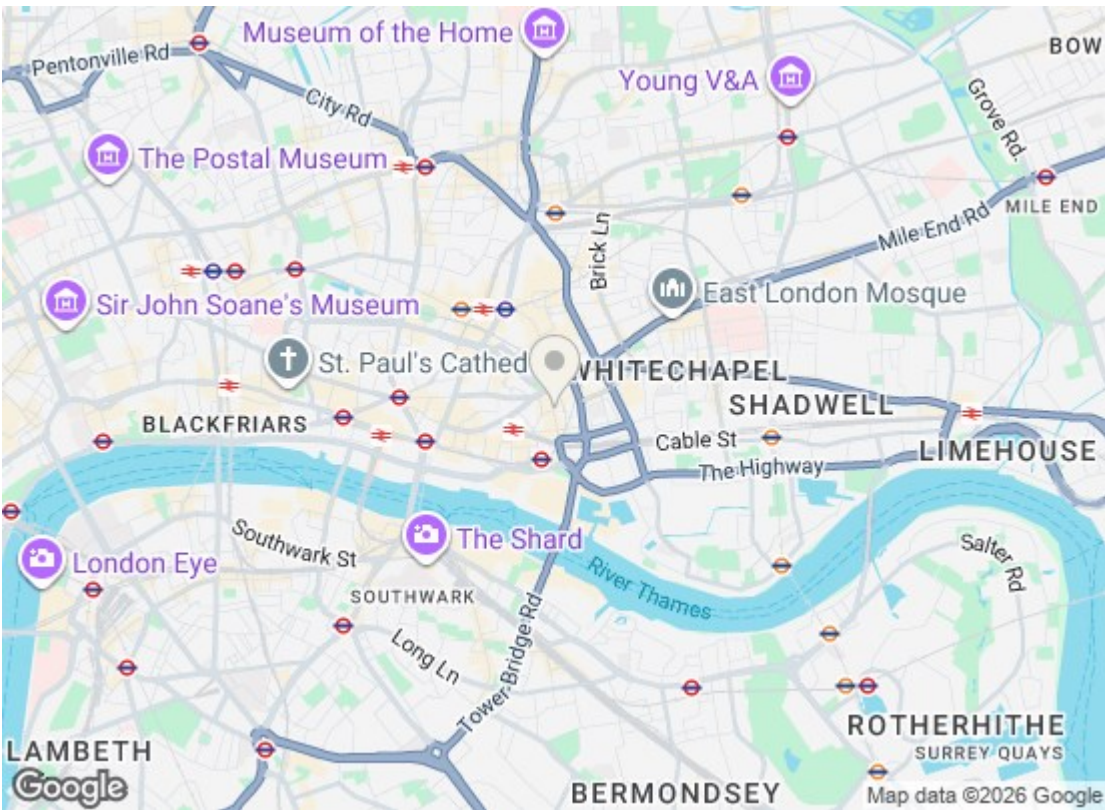 Museum of the Home
BOW
Pentonville Rd
Young V&A
City Rd
Grove Rd.
The Postal Museum
MILE END
Brick Ln
Mile End Rd
East London Mosque
Sir John Soane's Museum
St. Paul's Cathed
WHITECHAPEL
SHADWELL
BLACKFRIARS
Cable St
LIMEHOUSE
The Highway
Southwark St
The Shard
London Eye
River Thames
Salter Rd
SOUTHWARK
Long Ln
Tower Bridge Rd
ROTHERHITHE
LAMBETH
SURREY QUAYS
Google
BERMONDSEY
Map data ©2026 Google